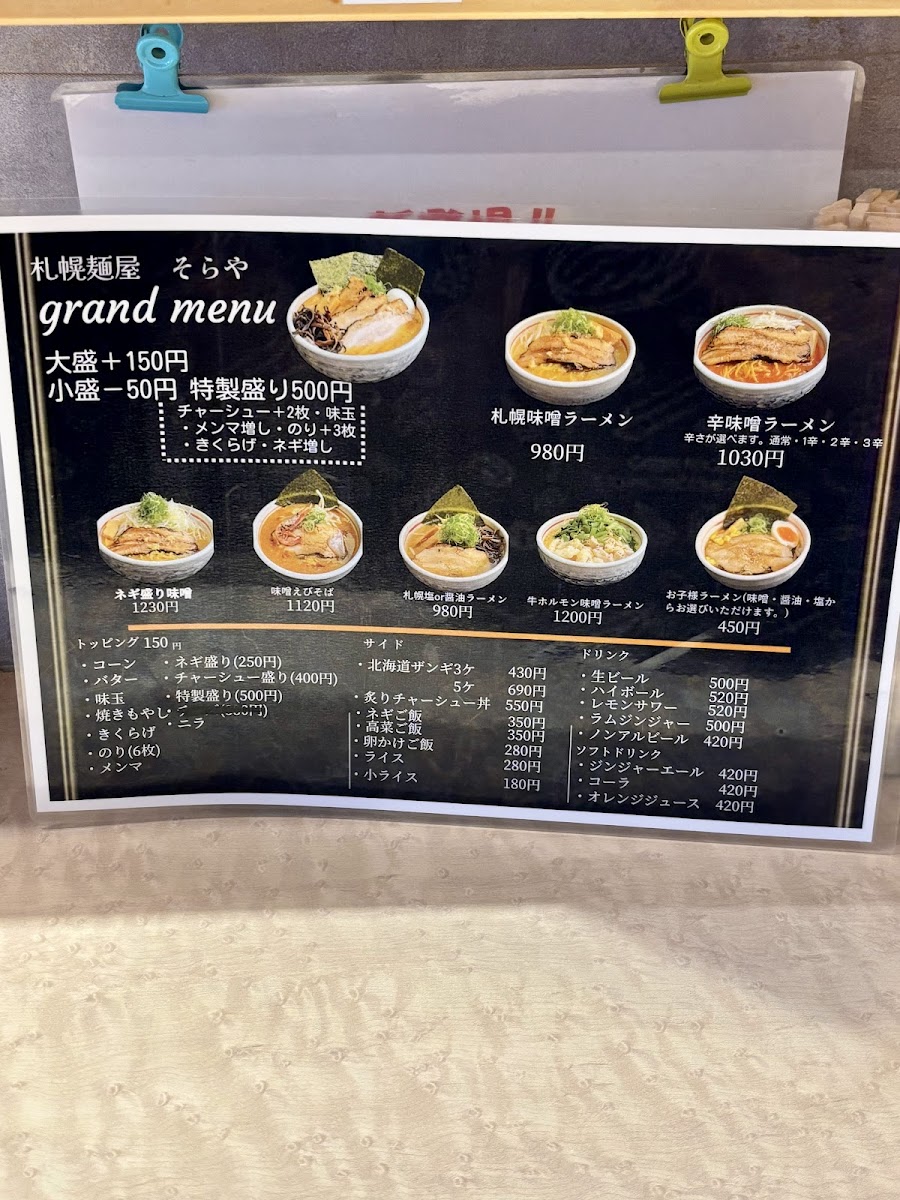 札幌麺屋 そらや
grand menu
大盛+150円
小盛-50円 特製盛り500円
チャーシュー+2枚・味玉
・メンマ増し・のり+3枚
・きくらげ・ネギ増し
札幌味噌ラーメン
980円
辛味噌ラーメン
辛さが選べます。通常・1辛・2辛・3辛
1030円
ネギ盛り味噌
1230円
味噌えびそば
1120円
札幌塩or醤油ラーメン
980円
牛ホルモン味噌ラーメン
1200円
お子様ラーメン(味噌・醤油・塩か
らお選びいただけます。)
450円
トッピング 150円
・コーン
・バター
・味玉
・焼きもやし
・きくらげ
・のり(6枚)
・メンマ
・ネギ盛り(250円)
・チャーシュー盛り(400円)
・特製盛り(500円)
・ニラ
サイド
・北海道ザンギ3ケ 430円
5ケ 690円
・炙りチャーシュー丼 550円
・ネギご飯 350円
・高菜ご飯 350円
・卵かけご飯 280円
・ライス 280円
・小ライス 180円
ドリンク
・生ビール 500円
・ハイボール 520円
・レモンサワー 520円
・ラムジンジャー 500円
・ノンアルビール 420円
ソフトドリンク
・ジンジャーエール 420円
・コーラ 420円
・オレンジジュース 420円